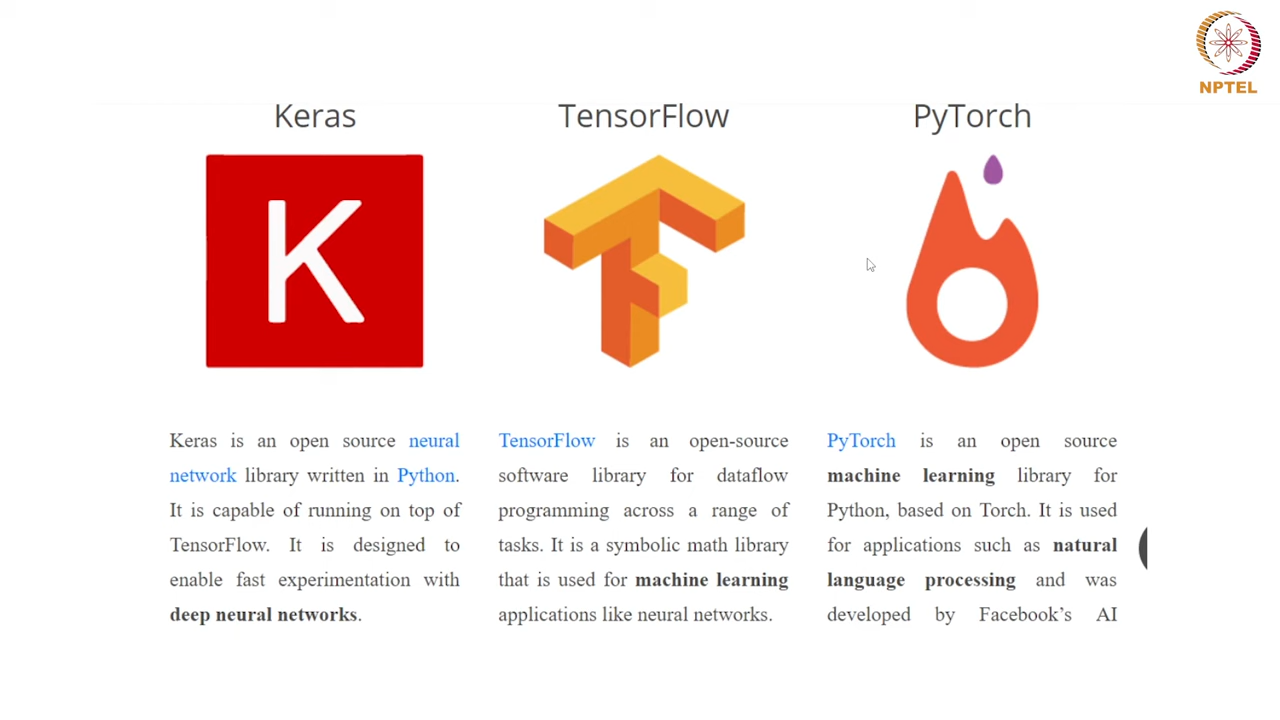 NPTEL
Keras
K
Keras is an open source neural
network library written in Python.
It is capable of running on top of
TensorFlow. It is designed to
enable fast experimentation with
deep neural networks.
TensorFlow
TensorFlow is an open-source
software library for dataflow
programming across a range of
tasks. It is a symbolic math library
that is used for machine learning
applications like neural networks.
PyTorch
PyTorch is an open source
machine learning library for
Python, based on Torch. It is used
for applications such as natural
language processing and was
developed by Facebook’s AI